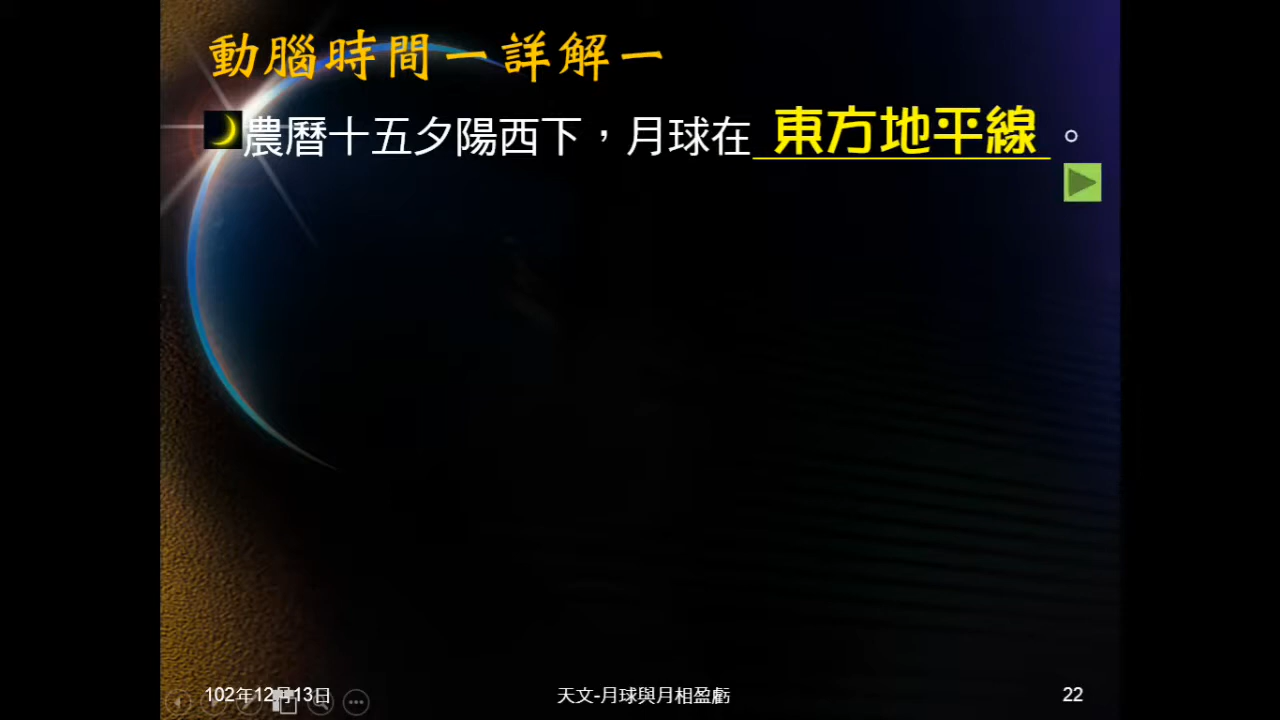 動腦時間一詳解一
農曆十五夕陽西下，月球在 東方地平線 。
102年12月13日
天文-月球與月相盈虧
22